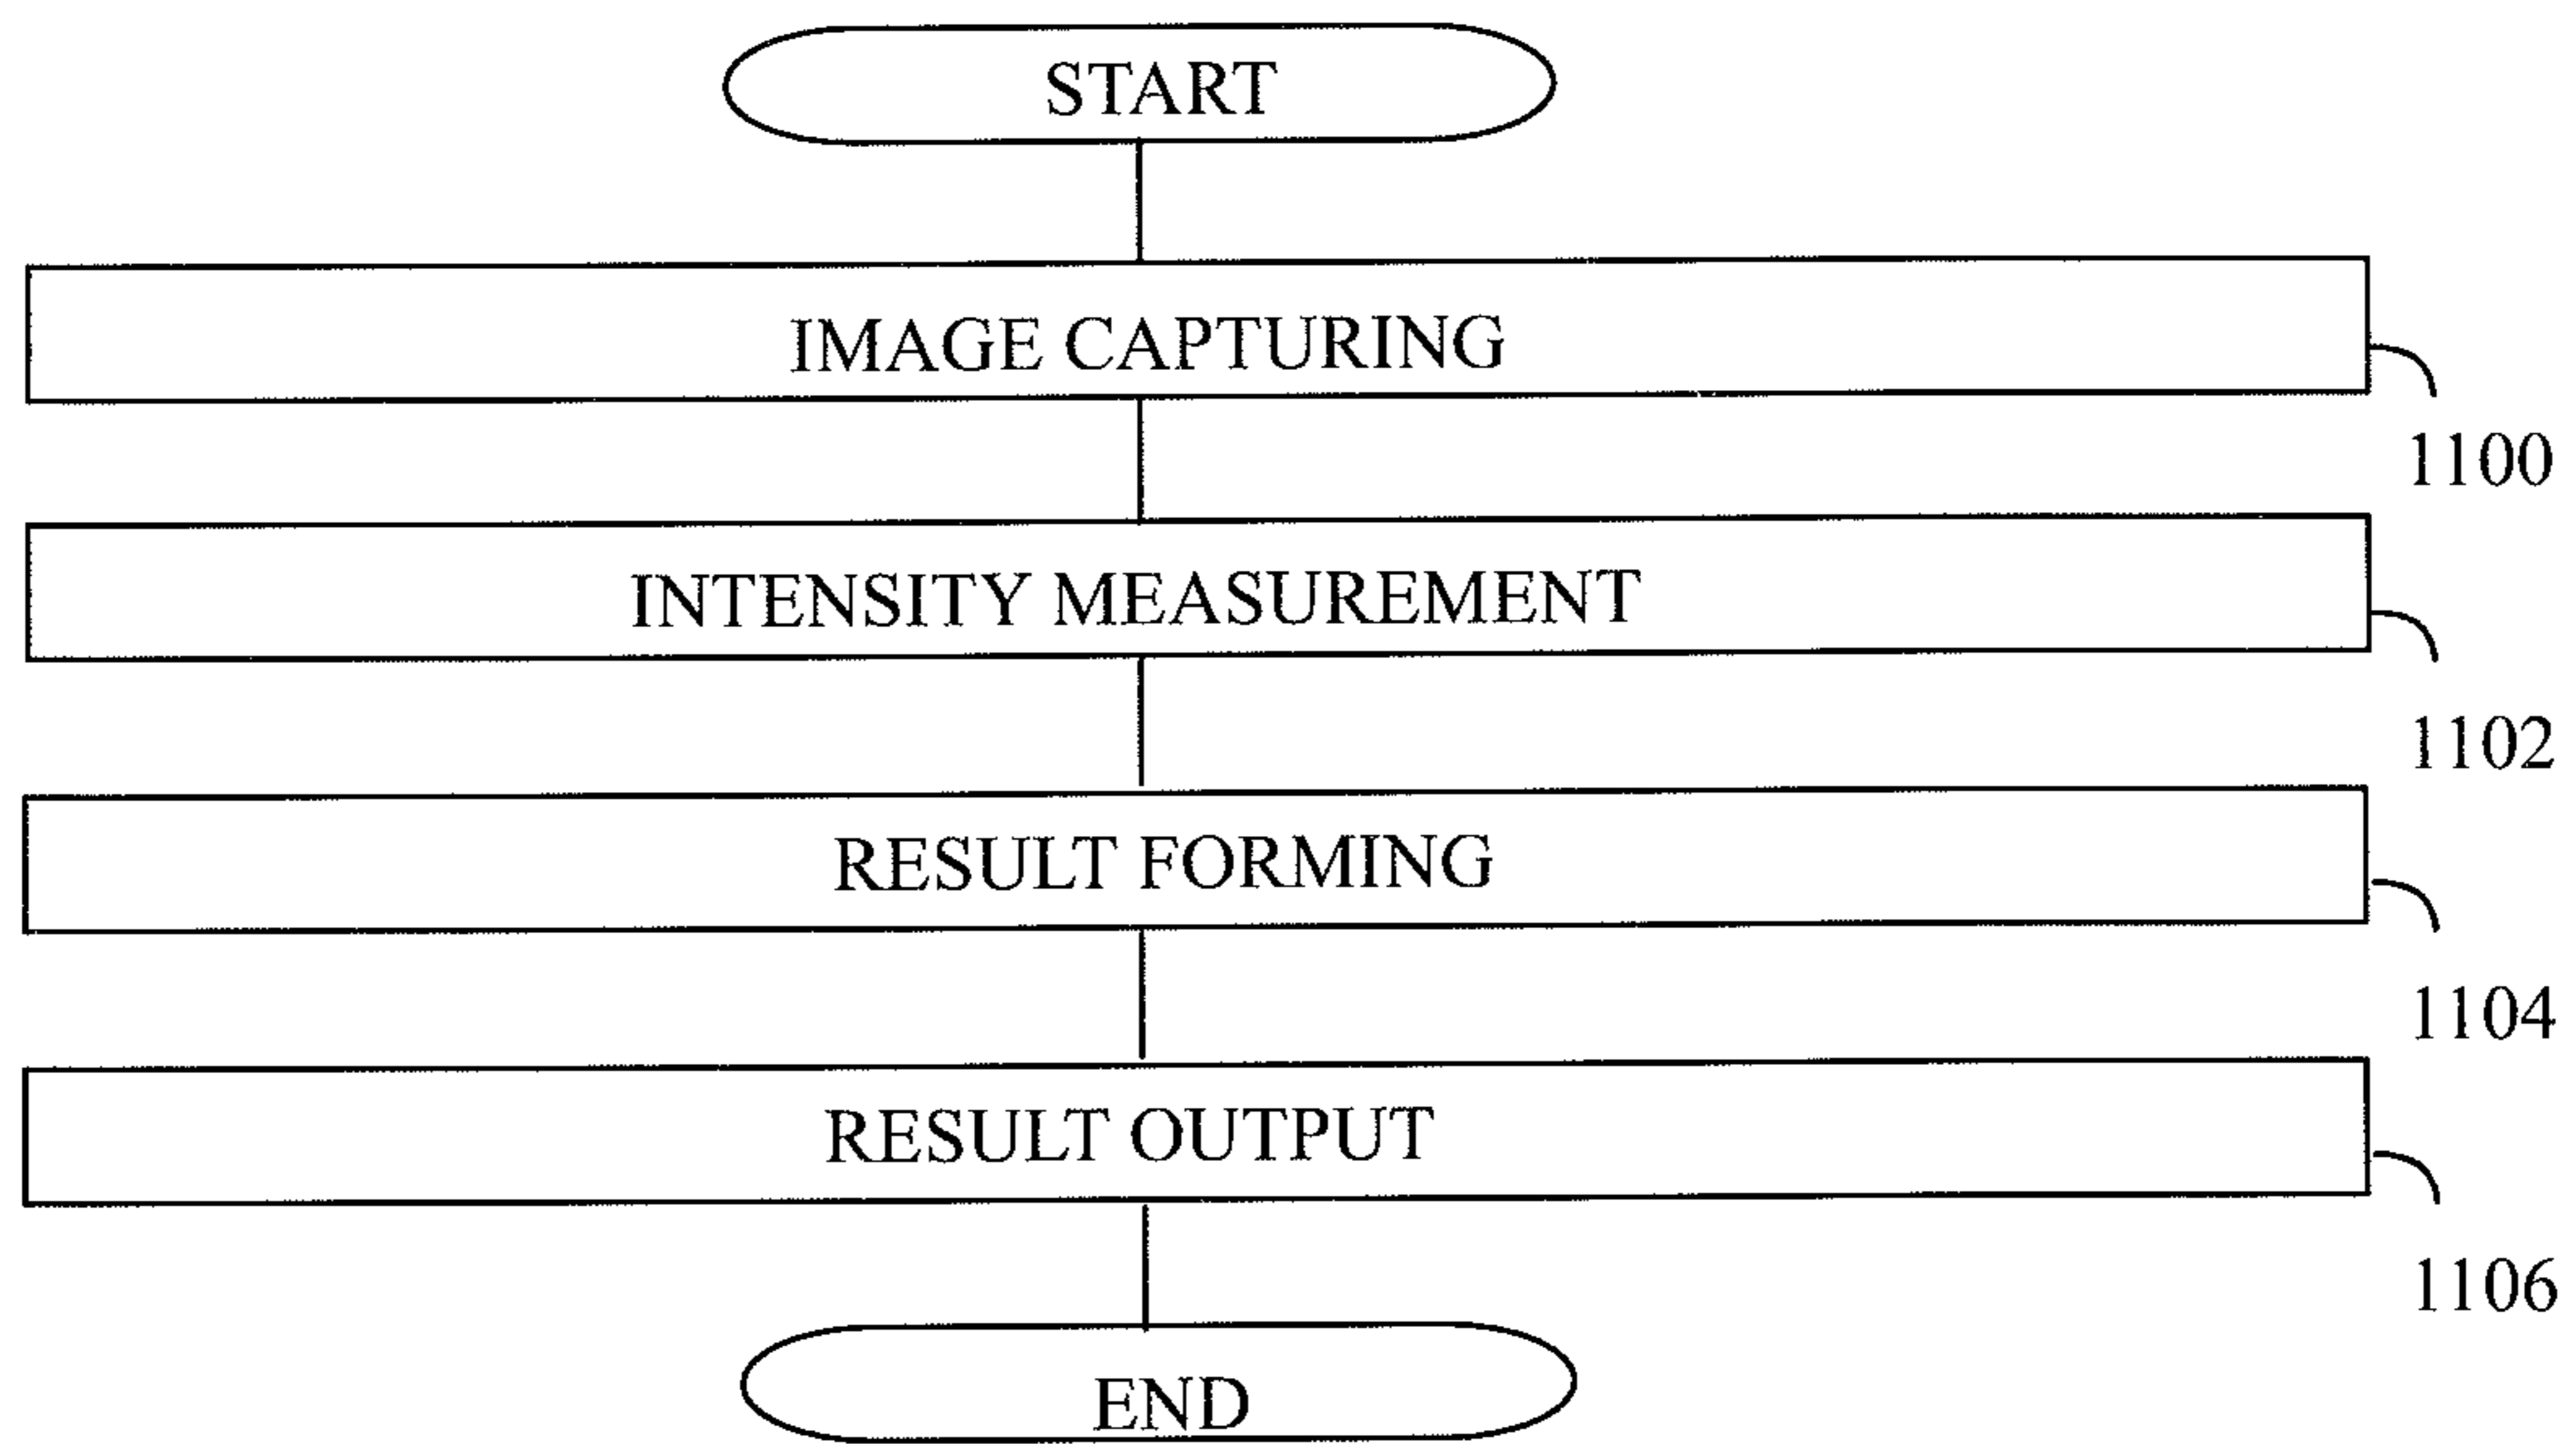 START
IMAGE CAPTURING
1100
INTENSITY MEASUREMENT
1102
RESULT FORMING
1104
RESULT OUTPUT
1106
END